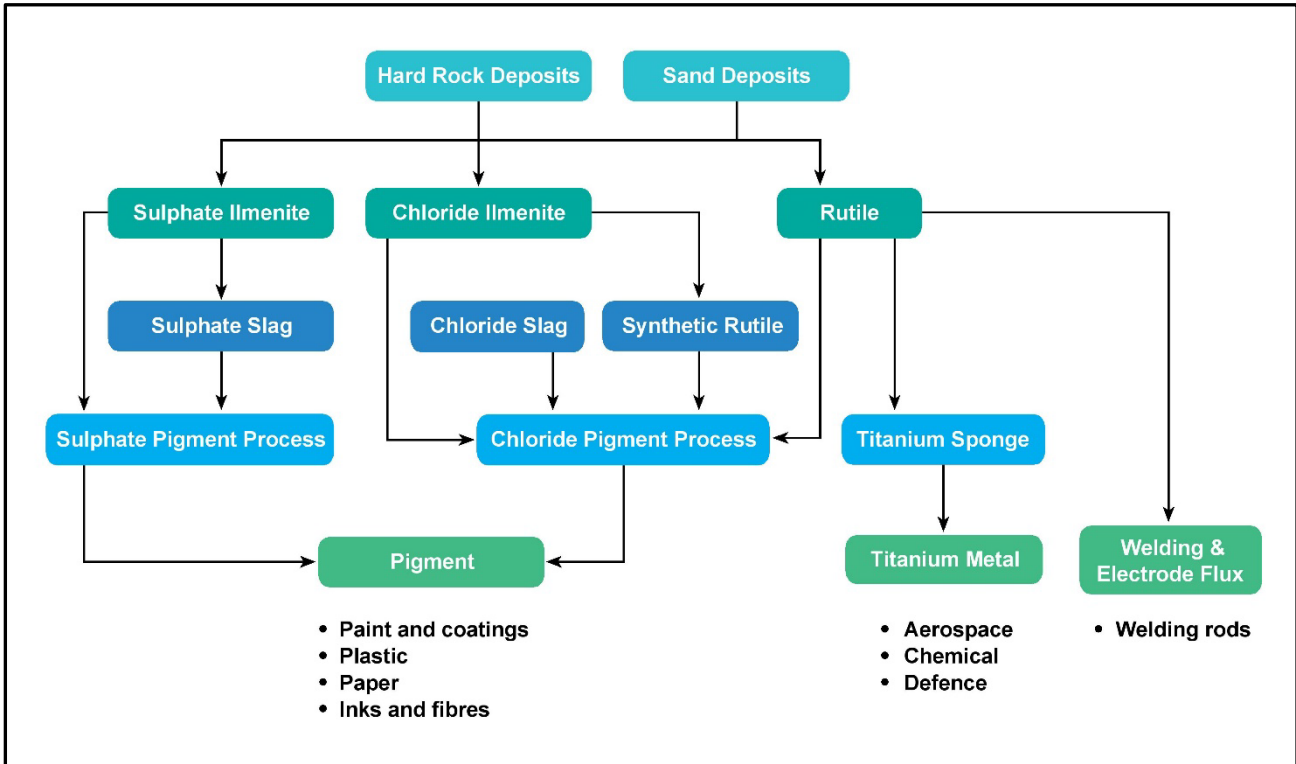 Hard Rock Deposits
Sand Deposits
Sulphate Ilmenite
Chloride Ilmenite
Rutile
Sulphate Slag
Chloride Slag
Synthetic Rutile
Sulphate Pigment Process
Chloride Pigment Process
Titanium Sponge
Pigment
Titanium Metal
Welding &
Electrode Flux
• Paint and coatings
• Plastic
• Paper
• Inks and fibres
• Aerospace
• Chemical
• Defence
• Welding rods